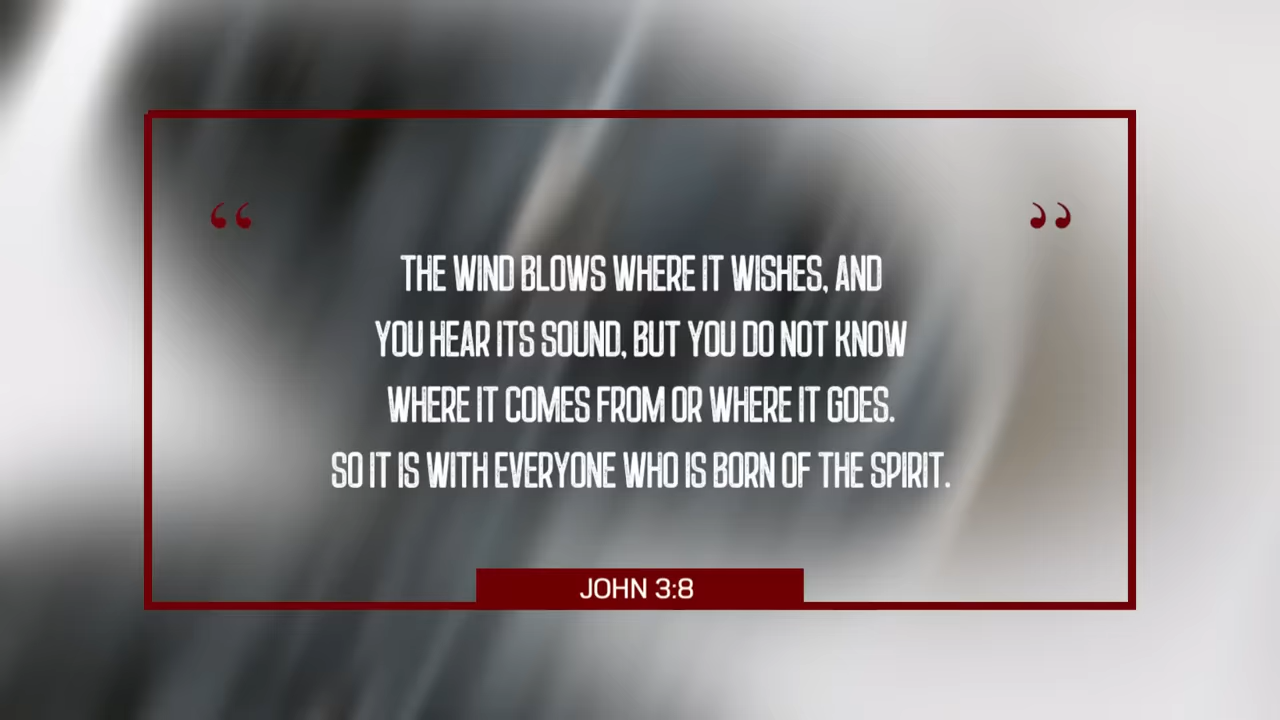 “ ”
THE WIND BLOWS WHERE IT WISHES, AND
YOU HEAR ITS SOUND, BUT YOU DO NOT KNOW
WHERE IT COMES FROM OR WHERE IT GOES.
SO IT IS WITH EVERYONE WHO IS BORN OF THE SPIRIT.
JOHN 3:8